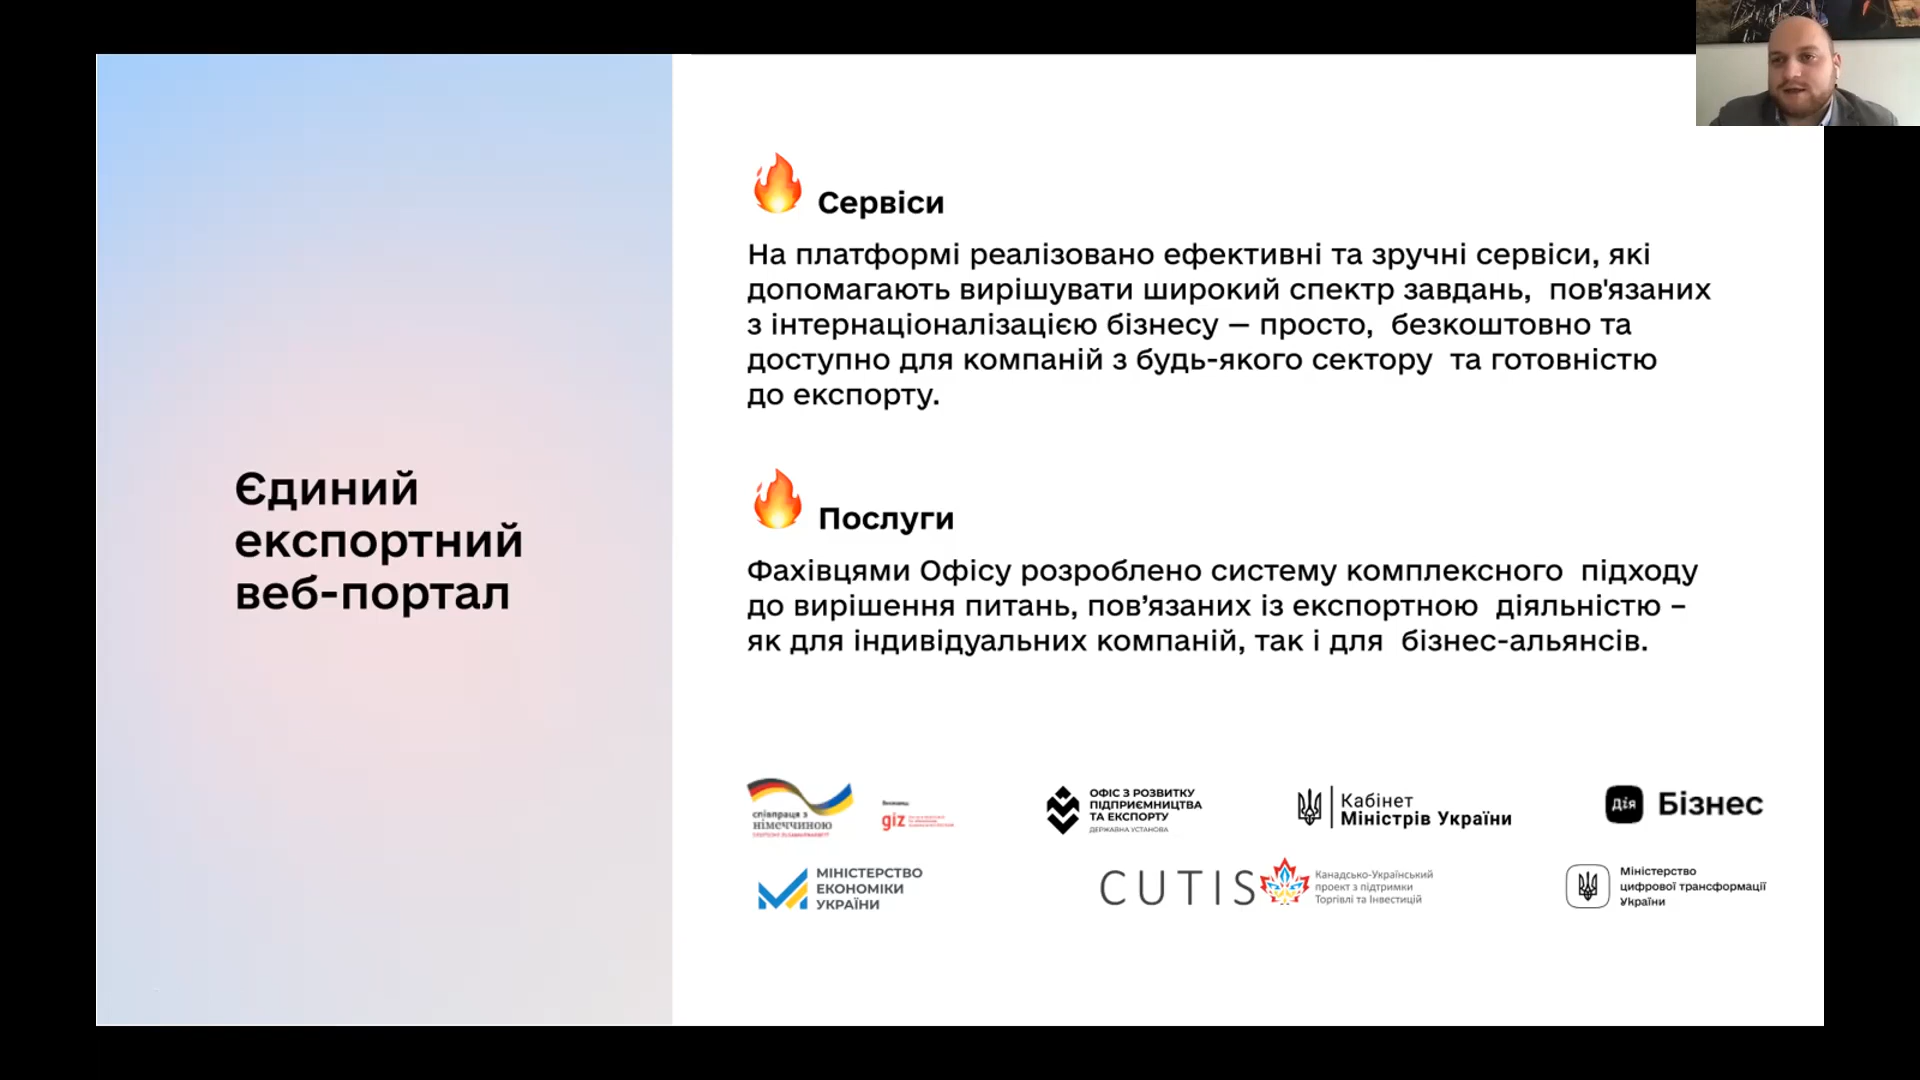 Єдиний
експортний
веб-портал
Сервіси
На платформі реалізовано ефективні та зручні сервіси, які
допомагають вирішувати широкий спектр завдань, пов'язаних
з інтернаціоналізацією бізнесу — просто, безкоштовно та
доступно для компаній з будь-якого сектору та готовністю
до експорту.
Послуги
Фахівцями Офісу розроблено систему комплексного підходу
до вирішення питань, пов’язаних із експортною діяльністю –
як для індивідуальних компаній, так і для бізнес-альянсів.
співпраця з
німеччиною
giz
ОФІС З РОЗВИТКУ
ПІДПРИЄМНИЦТВА
ТА ЕКСПОРТУ
ДЕРЖАВНА УСТАНОВА
Кабінет
Міністрів України
Дія Бізнес
МІНІСТЕРСТВО
ЕКОНОМІКИ
УКРАЇНИ
CUTIS
Канадсько-Український
проект з підтримки
Торгівлі та Інвестицій
Міністерство
цифрової трансформації
України